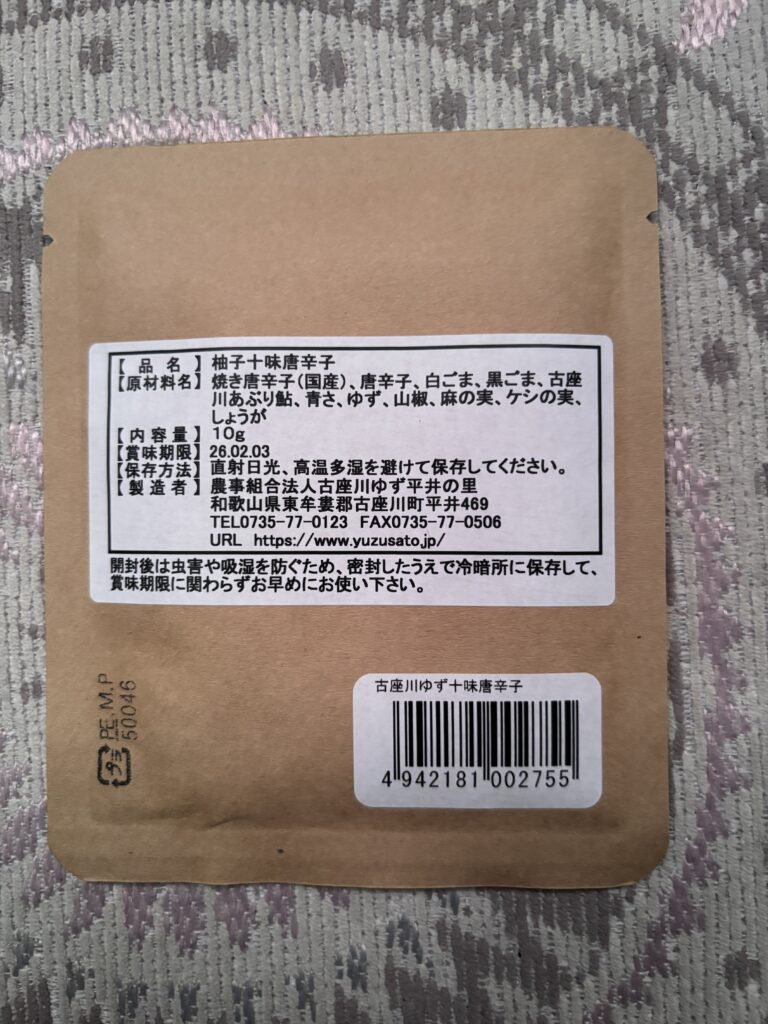 【品名】柚子十味唐辛子
【原材料名】焼き唐辛子(国産)、唐辛子、白ごま、黒ごま、古座
川あぶり鮎、青さ、ゆず、山椒、麻の実、ケシの実、
しょうが
【内容量】10g
【賞味期限】26.02.03
【保存方法】直射日光、高温多湿を避けて保存してください。
【製造者】農事組合法人古座川ゆず平井の里
和歌山県東牟婁郡古座川町平井469
TEL0735-77-0123 FAX0735-77-0506
URL https://www.yuzusato.jp/
開封後は虫害や吸湿を防ぐため、密封したうえで冷暗所に保存して、
賞味期限に関わらずお早めにお使い下さい。
古座川ゆず十味唐辛子
4 942181 002755
プラ PE,M,P
50046